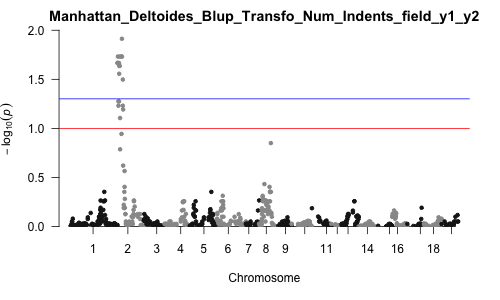 Manhattan_Deltoides_Blup_Transfo_Num_Indents_field_y1_y2
2.0
1.5
1.0
0.5
0.0
− log10(p)
1 2 3 4 5 6 7 8 9 11 14 16 18
Chromosome